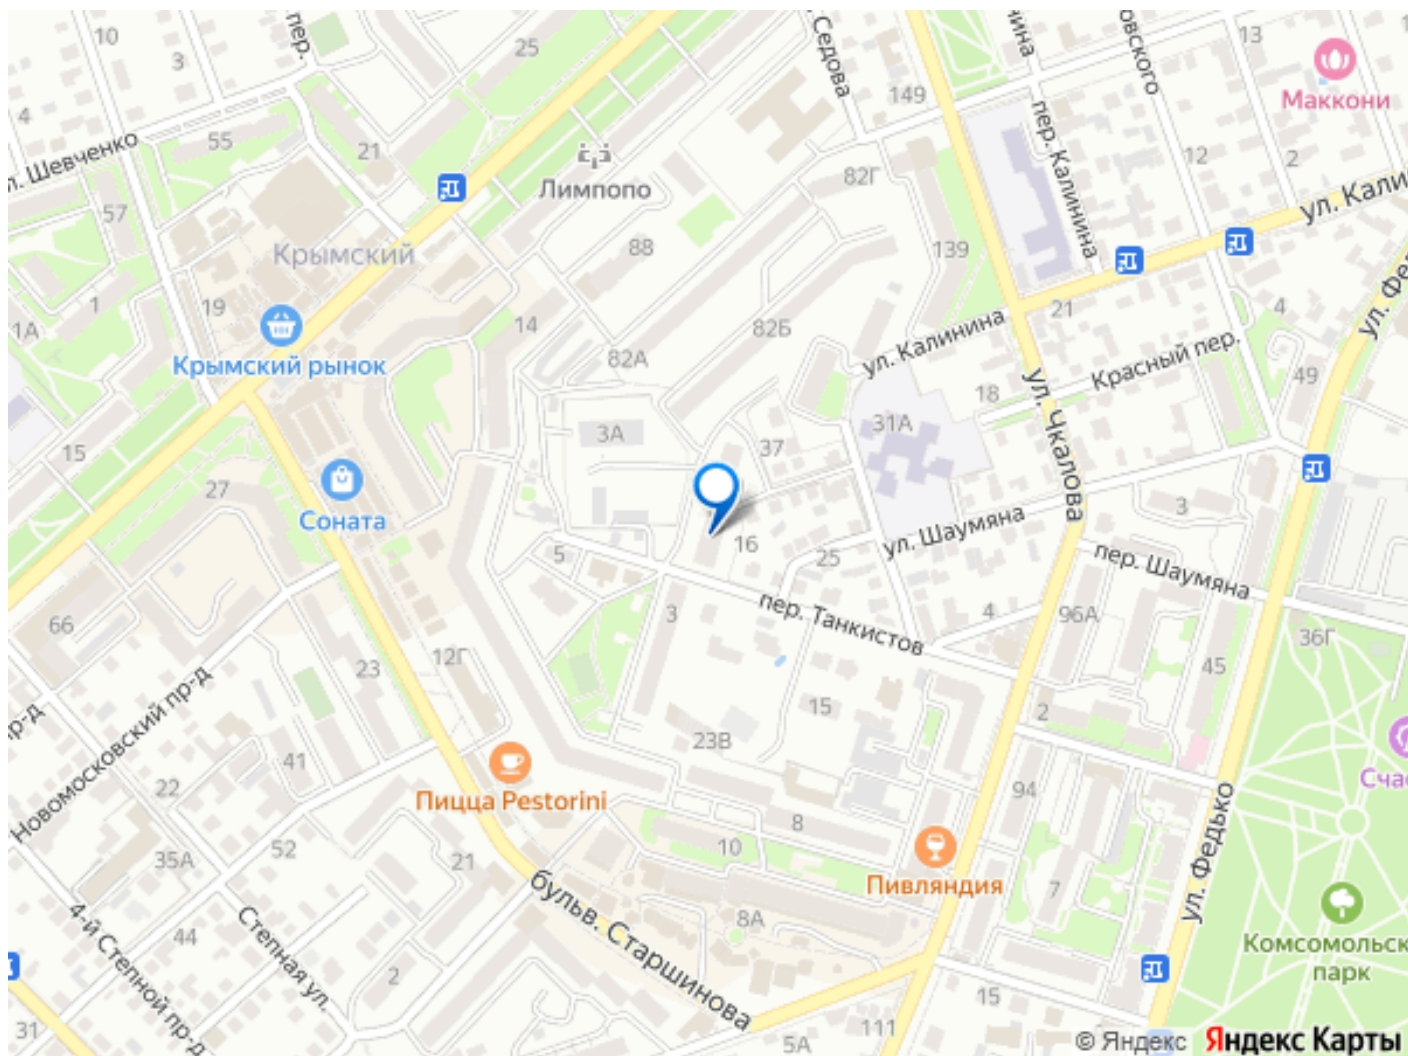 10
3
4
пер.
25
Седова
149
13
Маккони
Шевченко
55
21
Лимпопо
82Г
пер. Калинина
12
2
ул. Кали
57
Крымский
88
139
19
1
1А
14
82Б
82А
21
4
ул. Калинина
Красный пер.
Крымский рынок
18
49
ул. Чкалова
15
3А
37
31А
27
Соната
16
25
5
3
ул. Шаумяна
пер. Шаумяна
пер. Танкистов
3
4
96А
36Г
45
66
12Г
23
15
2
23В
41
22
Новомосковский пр-д
Пицца Pestorini
94
Счас
ул. Федько
35А
52
21
10
8
Пивляндия
7
8А
бульв. Старшинова
44
Степная ул.
4-й Степной пр-д
2
Комсомольск
парк
15
111
5А
31
© Яндекс Яндекс Карты